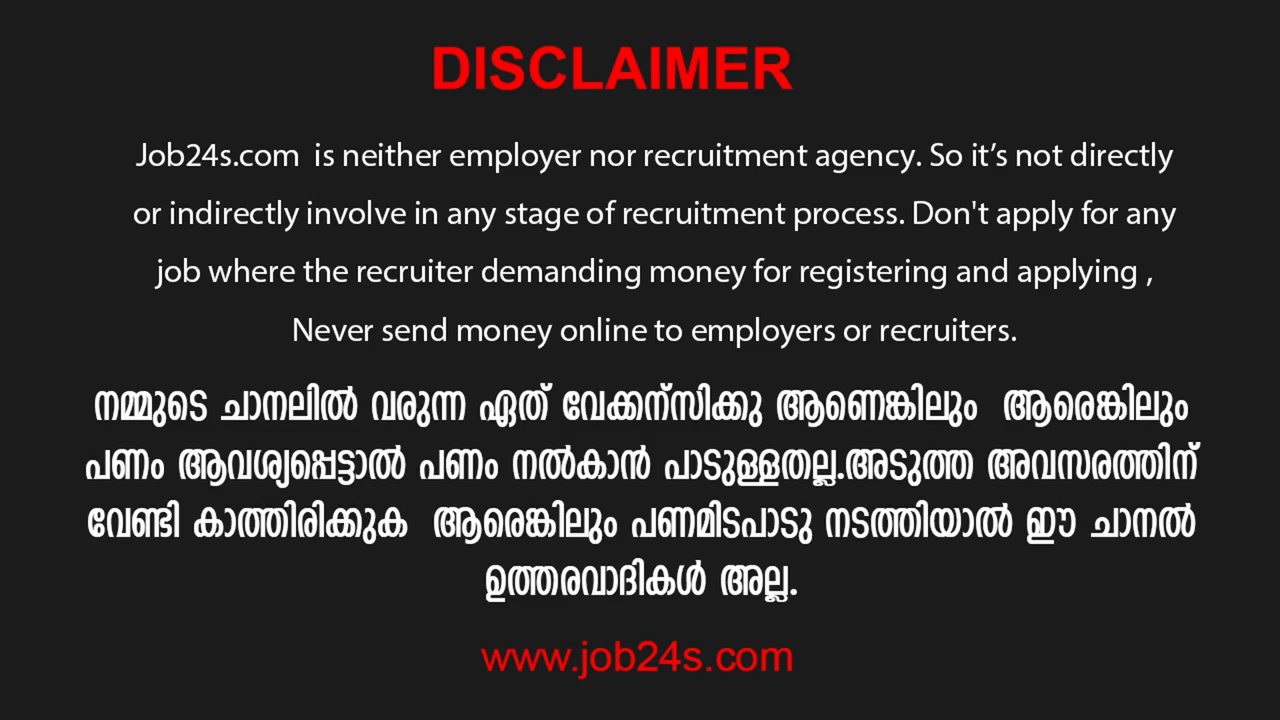 DISCLAIMER
Job24s.com is neither employer nor recruitment agency. So it’s not directly
or indirectly involve in any stage of recruitment process. Don't apply for any
job where the recruiter demanding money for registering and applying ,
Never send money online to employers or recruiters.
നമ്മുടെ ചാനലിൽ വരുന്ന ഏത് വേക്കന്സിക്കു ആണെങ്കിലും ആരെങ്കിലും
പണം ആവശ്യപ്പെട്ടാൽ പണം നൽകാൻ പാടുള്ളതല്ല.അടുത്ത അവസരത്തിന്
വേണ്ടി കാത്തിരിക്കുക ആരെങ്കിലും പണമിടപാടു നടത്തിയാൽ ഈ ചാനൽ
ഉത്തരവാദികൾ അല്ല.
www.job24s.com